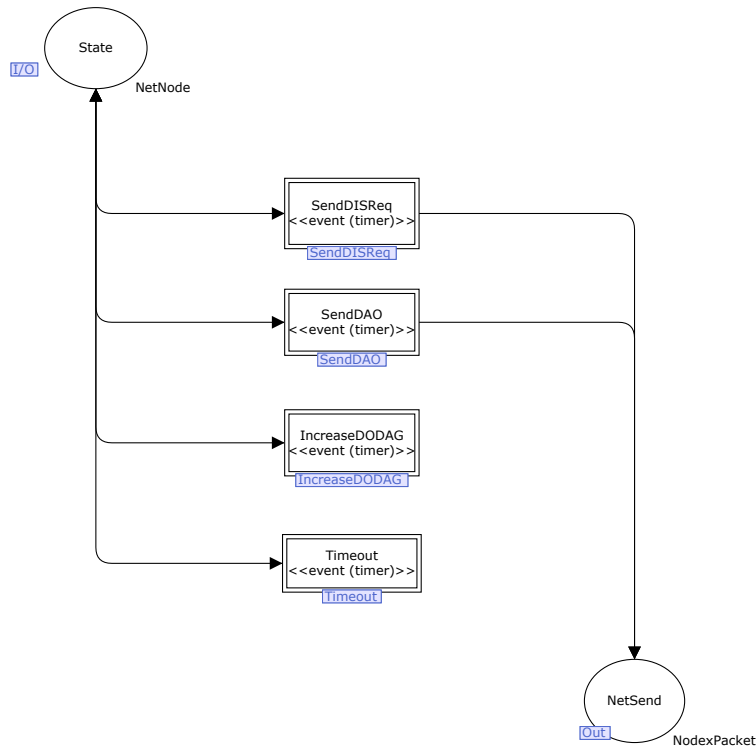 State
I/O
NetNode
SendDISReq
<<event (timer)>>
SendDISReq
SendDAO
<<event (timer)>>
SendDAO
IncreaseDODAG
<<event (timer)>>
IncreaseDODAG
Timeout
<<event (timer)>>
Timeout
NetSend
Out
NodexPacket